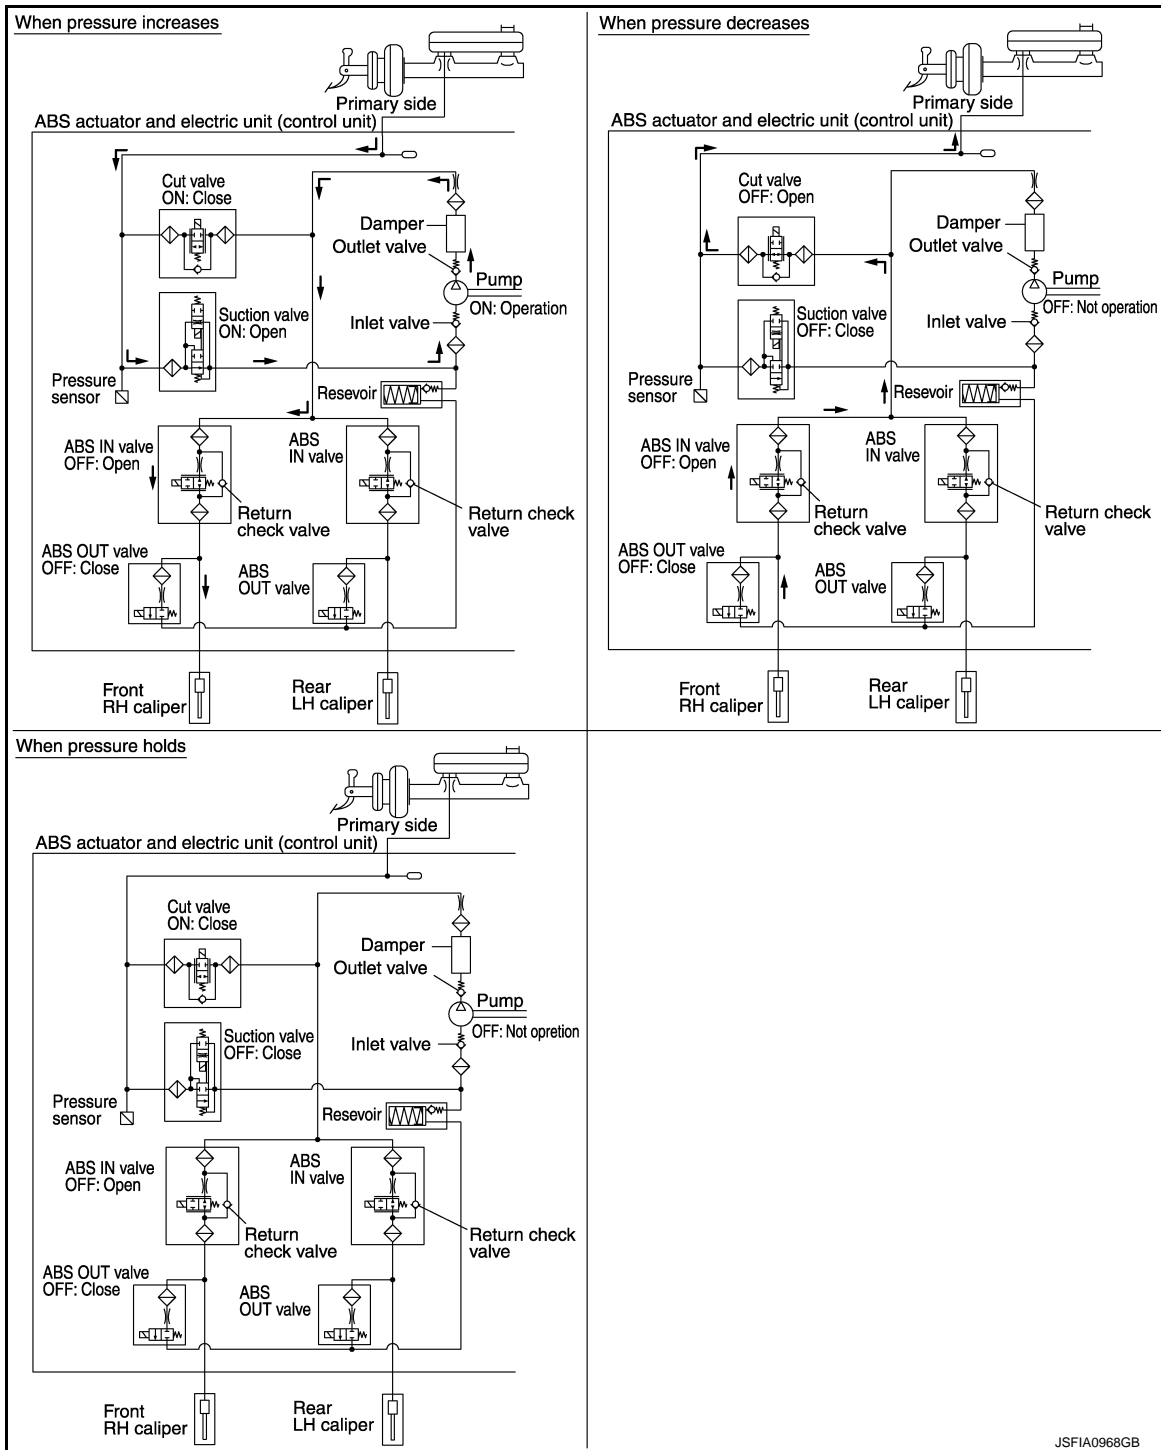 When pressure increases
Primary side
ABS actuator and electric unit (control unit)
Cut valve
ON: Close
Damper
Outlet valve
Pump
ON: Operation
Suction valve
ON: Open
Inlet valve
Pressure
sensor
Resevoir
ABS IN valve
OFF: Open
ABS
IN valve
Return
check valve
Return check
valve
ABS OUT valve
OFF: Close
ABS
OUT valve
Front
RH caliper
Rear
LH caliper
When pressure decreases
Primary side
ABS actuator and electric unit (control unit)
Cut valve
OFF: Open
Damper
Outlet valve
Pump
OFF: Not operation
Suction valve
OFF: Close
Inlet valve
Pressure
sensor
Resevoir
ABS IN valve
OFF: Open
ABS
IN valve
Return
check valve
Return check
valve
ABS OUT valve
OFF: Close
ABS
OUT valve
Front
RH caliper
Rear
LH caliper
When pressure holds
Primary side
ABS actuator and electric unit (control unit)
Cut valve
ON: Close
Damper
Outlet valve
Pump
OFF: Not opretion
Suction valve
OFF: Close
Inlet valve
Pressure
sensor
Resevoir
ABS IN valve
OFF: Open
ABS
IN valve
Return
check valve
Return check
valve
ABS OUT valve
OFF: Close
ABS
OUT valve
Front
RH caliper
Rear
LH caliper
JSFIA0968GB